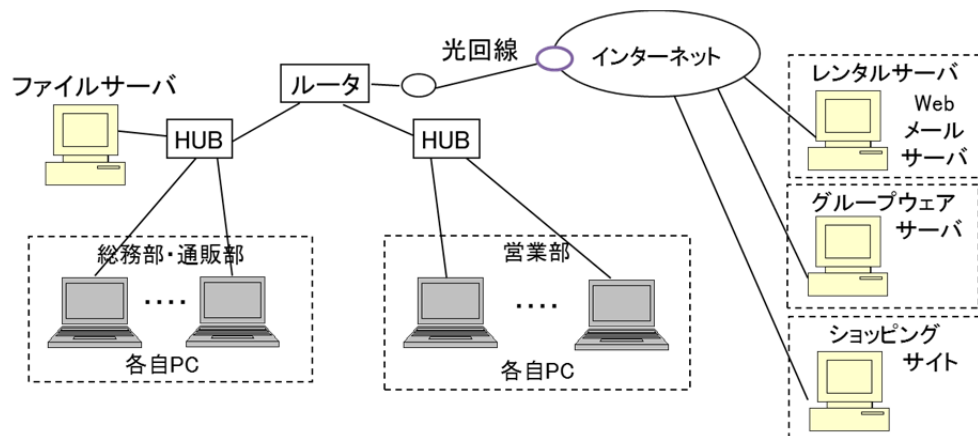 光回線
インターネット
ファイルサーバ
ルータ
HUB
HUB
レンタルサーバ
Web
メール
サーバ
グループウェア
サーバ
総務部・通販部
・・・・
各自PC
営業部
・・・・
各自PC
ショッピング
サイト